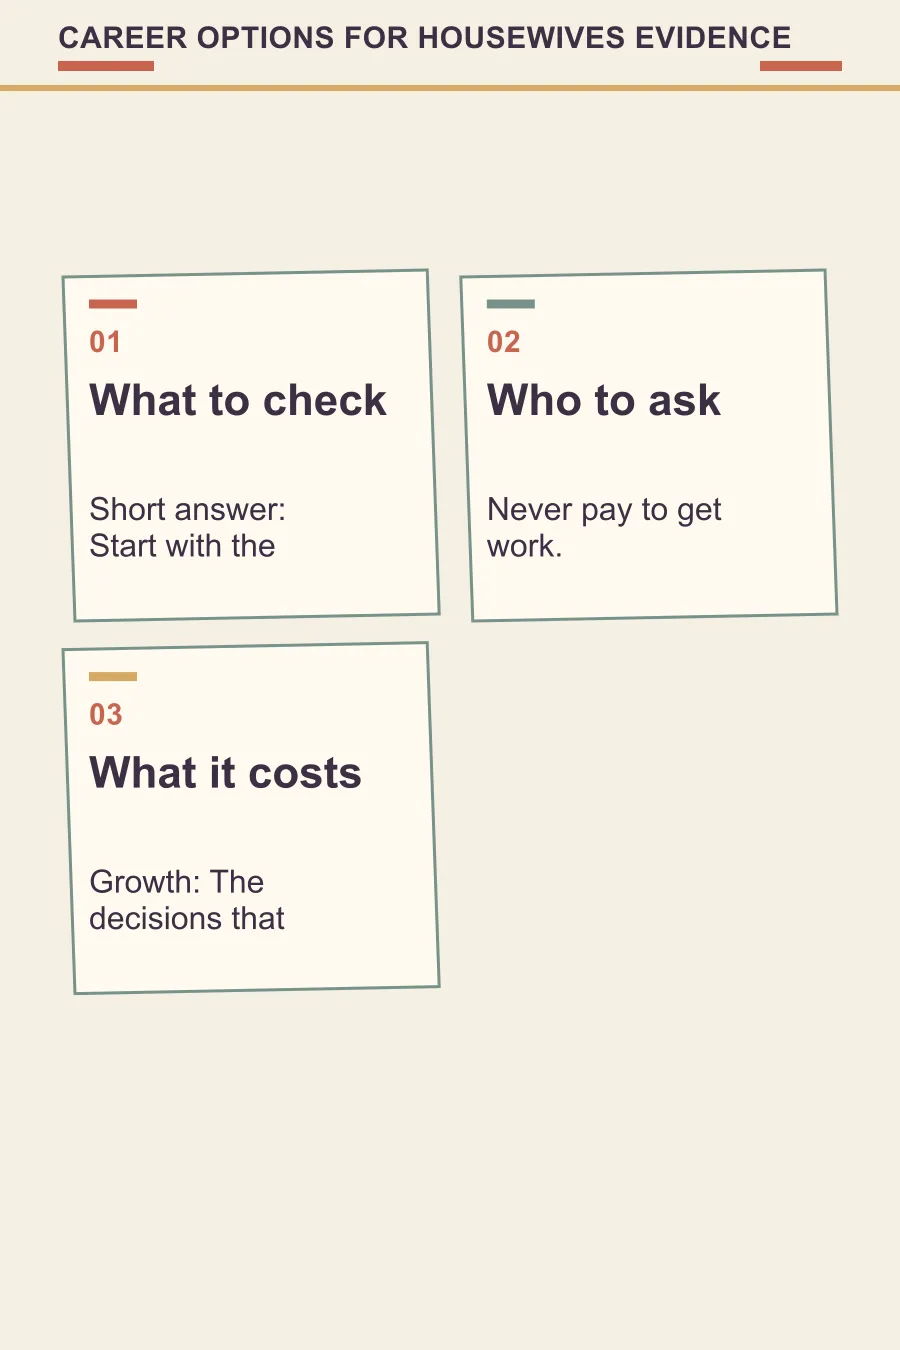 CAREER OPTIONS FOR HOUSEWIVES EVIDENCE
01
What to check
Short answer:
Start with the
02
Who to ask
Never pay to get
work.
03
What it costs
Growth: The
decisions that